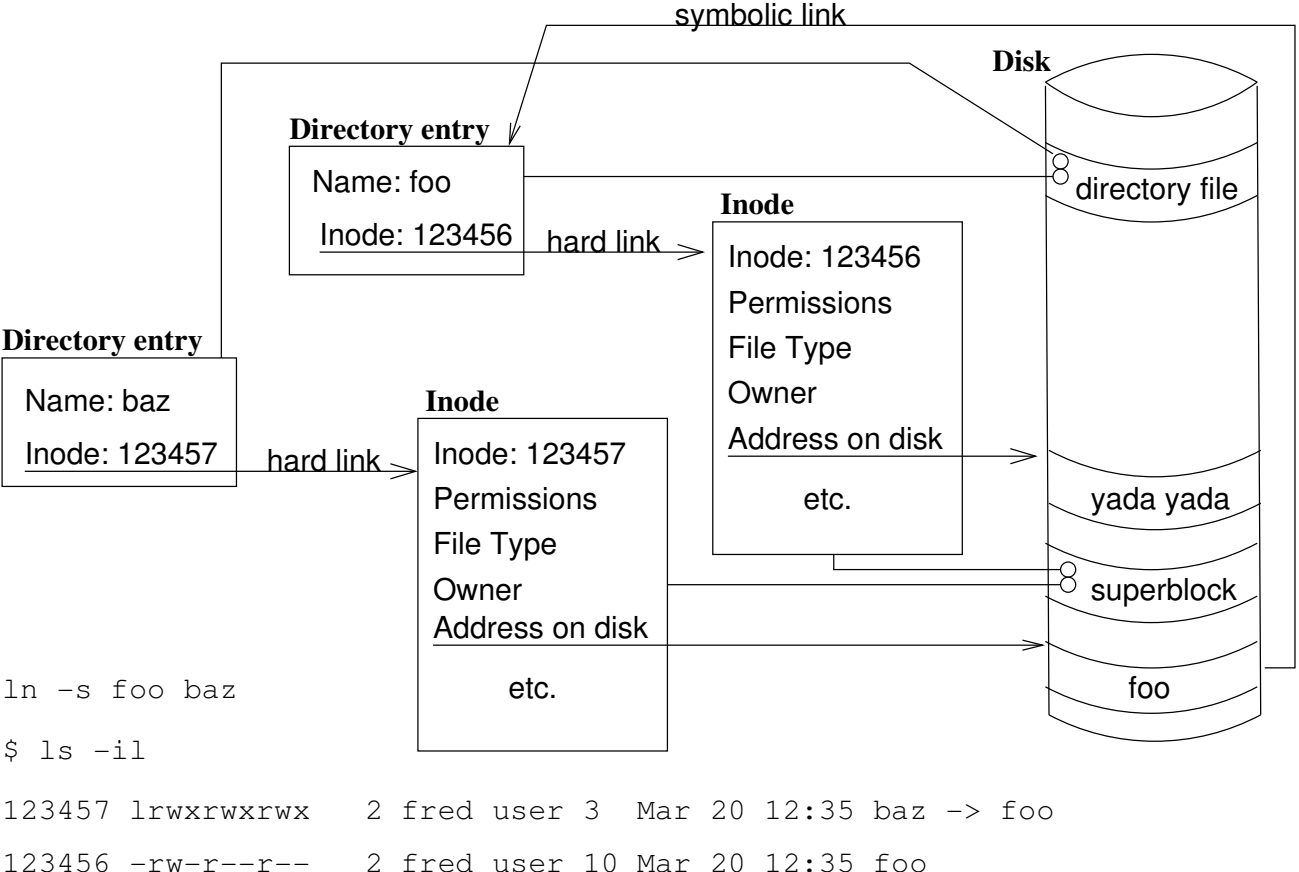 symbolic link
Disk
Directory entry
Name: foo
Inode: 123456
hard link
directory file
Inode
Inode: 123456
Permissions
File Type
Owner
Address on disk
etc.
Directory entry
Name: baz
Inode: 123457
hard link
Inode
Inode: 123457
Permissions
File Type
Owner
Address on disk
etc.
yada yada
superblock
foo
ln -s foo baz
$ ls -il
123457 lrwxrwxrwx 2 fred user 3 Mar 20 12:35 baz -> foo
123456 -rw-r--r-- 2 fred user 10 Mar 20 12:35 foo